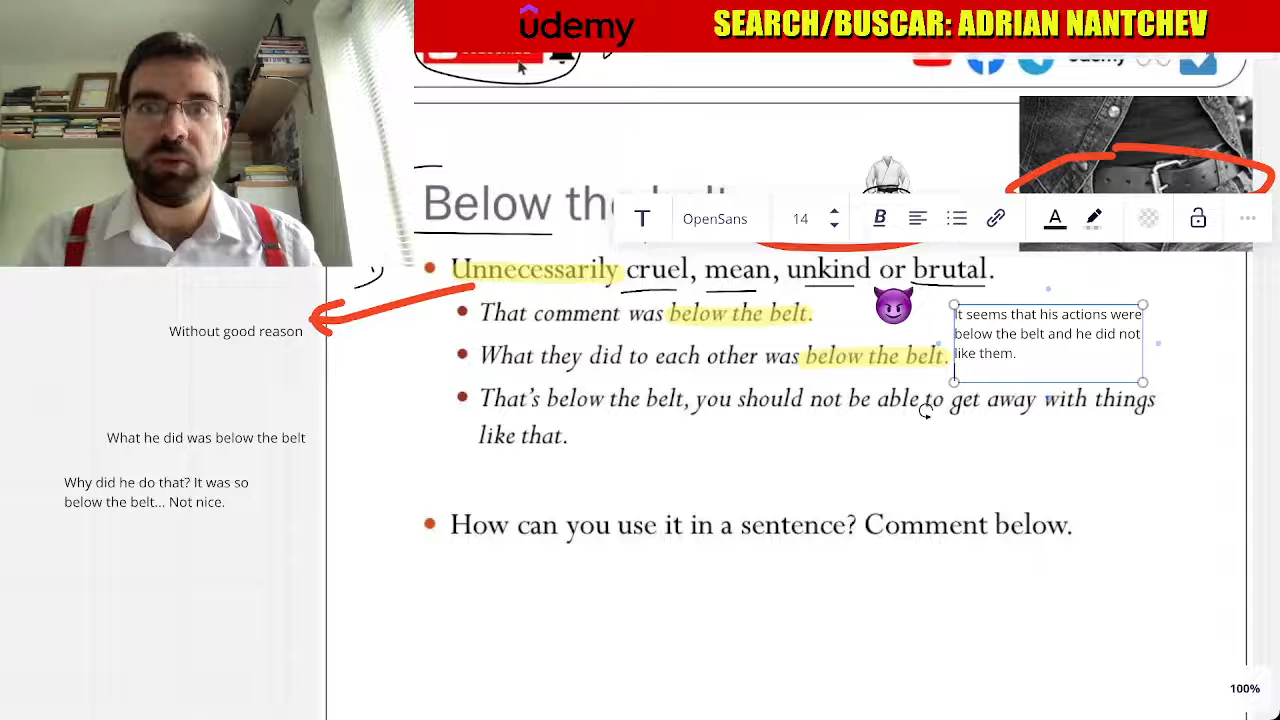 udemy
SEARCH/BUSCAR: ADRIAN NANTCHEV
udemy
Below the belt
OpenSans
14
B
A
Unnecessarily cruel, mean, unkind or brutal.
That comment was below the belt.
What they did to each other was below the belt.
That's below the belt, you should not be able to get away with things
like that.
It seems that his actions were
below the belt and he did not
like them.
Without good reason
What he did was below the belt
Why did he do that? It was so
below the belt... Not nice.
How can you use it in a sentence? Comment below.
100%